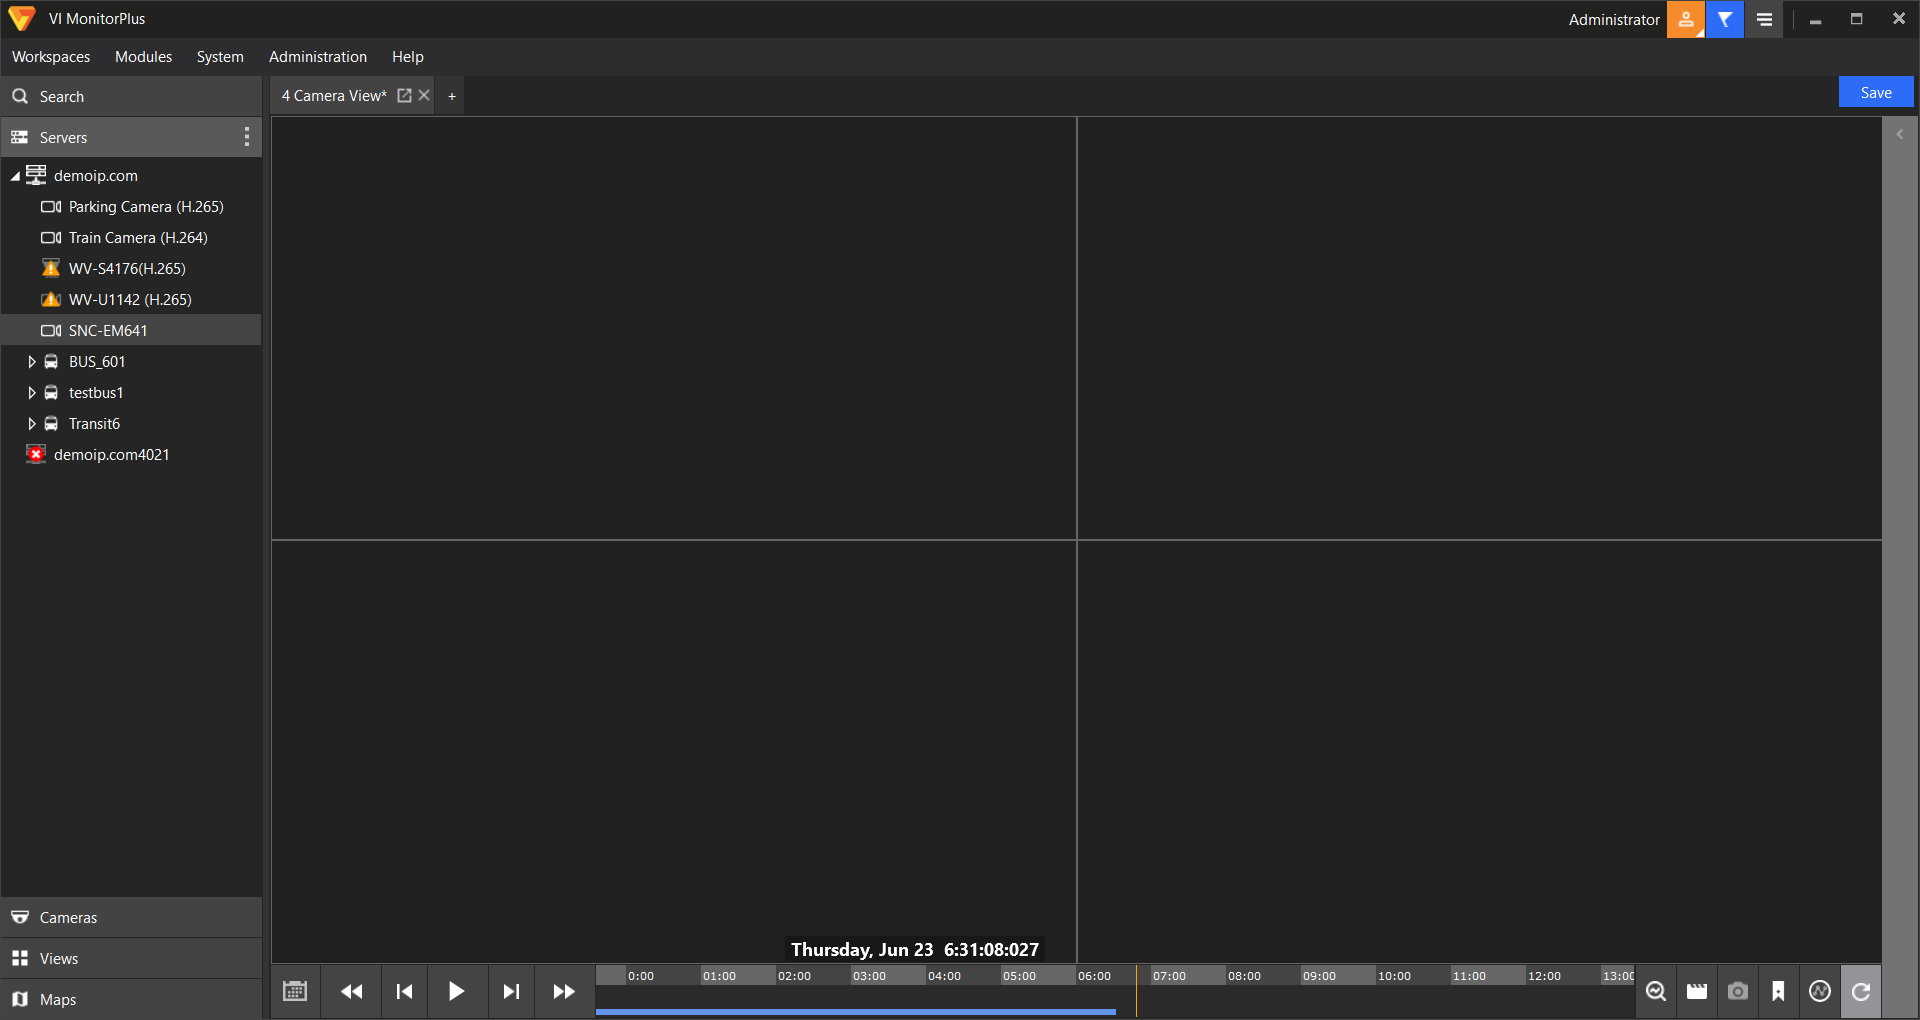 VI MonitorPlus
Administrator
Workspaces Modules System Administration Help
Search
4 Camera View* +
Save
Servers
demoip.com
Parking Camera (H.265)
Train Camera (H.264)
WV-S4176(H.265)
WV-U1142 (H.265)
SNC-EM641
BUS_601
testbus1
Transit6
demoip.com4021
Cameras
Views
Maps
Thursday, Jun 23 6:31:08:027
0:00 01:00 02:00 03:00 04:00 05:00 06:00 07:00 08:00 09:00 10:00 11:00 12:00 13:00